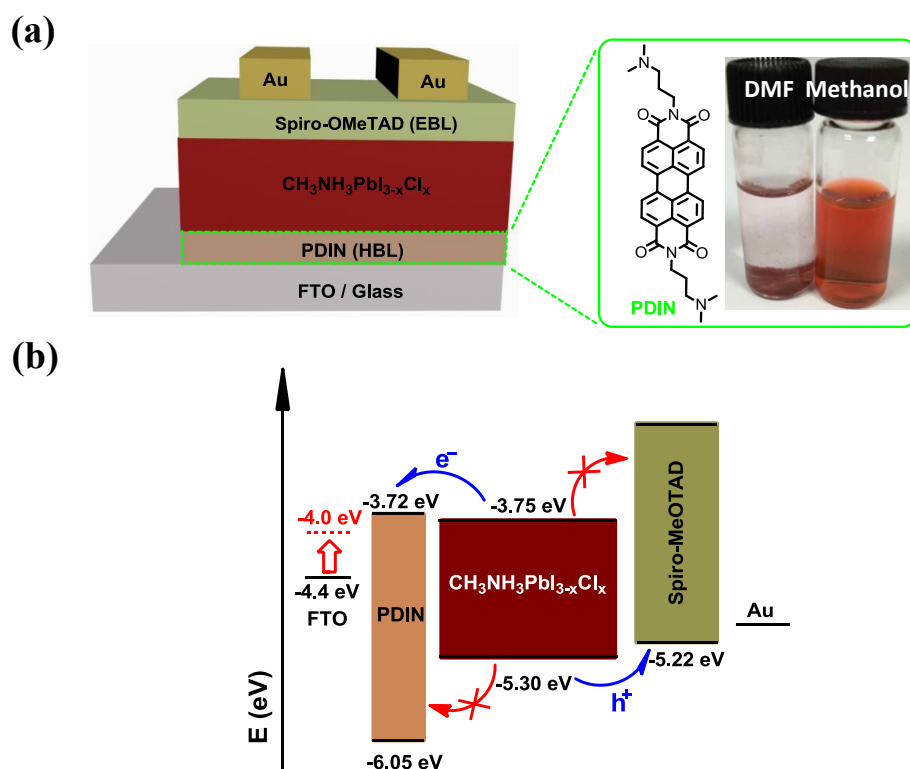 (a)
Au
Au
Spiro-OMeTAD (EBL)
CH₃NH₃PbI₃₋ₓClₓ
PDIN (HBL)
FTO / Glass
N
O
N
O
O
N
O
N
PDIN
DMF
Methanol
(b)
E (eV)
e⁻
-3.72 eV
-3.75 eV
-4.0 eV
-4.4 eV
FTO
PDIN
CH₃NH₃PbI₃₋ₓClₓ
Spiro-MeOTAD
Au
-5.22 eV
-5.30 eV
h⁺
-6.05 eV